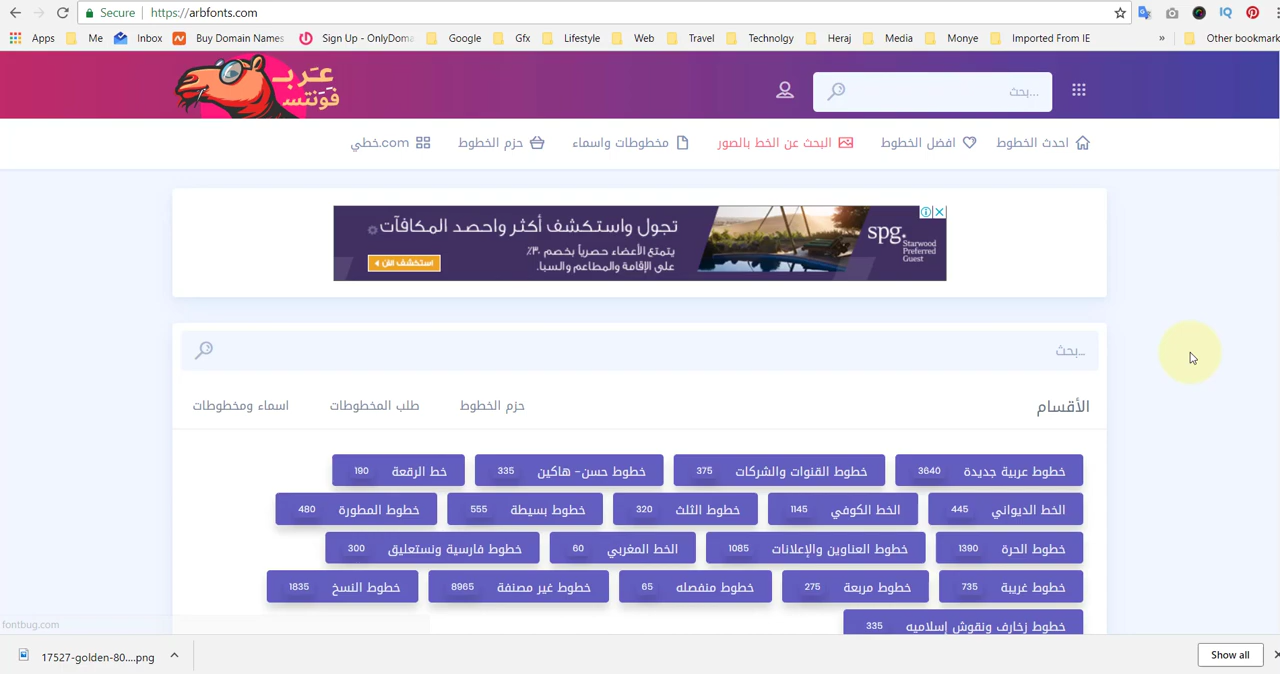 Secure | https://arbfonts.com
Apps Me Inbox Buy Domain Names Sign Up - OnlyDoma Google Gfx Lifestyle Web Travel Technolgy Heraj Media Monye Imported From IE » Other bookmark
عرب فونتس
بحث...
احدث الخطوط افضل الخطوط البحث عن الخط بالصور مخطوطات واسماء حزم الخطوط خطي.com
تجول واستكشف أكثر واحصد المكافآت
يتمتع الأعضاء حصرياً بخصم ٣٠٪
على الإقامة والمطاعم والسبا.
استكشف الآن
spg.
Starwood
Preferred
Guest
بحث...
الأقسام حزم الخطوط طلب المخطوطات اسماء ومخطوطات
خطوط عربية جديدة 3640 خطوط القنوات والشركات 375 خطوط حسن- هاكين 335 خط الرقعة 190
الخط الديواني 445 الخط الكوفي 1145 خطوط الثلث 320 خطوط بسيطة 555 خطوط المطورة 480
خطوط الحرة 1390 خطوط العناوين والإعلانات 1085 الخط المغربي 60 خطوط فارسية ونستعليق 300
خطوط غريبة 735 خطوط مربعة 275 خطوط منفصله 65 خطوط غير مصنفة 8965 خطوط النسخ 1835
خطوط زخارف ونقوش إسلاميه 335
fontbug.com
17527-golden-80....png
Show all